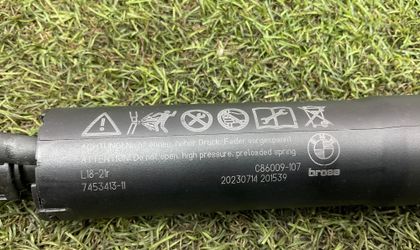 ACHTUNG! Nicht öffnen, hoher Druck, Feder vorgespannt
ATTENTION! Do not open, high pressure, preloaded spring
L18-21r
C86009-107
7453413-11
20230714 201539
brose